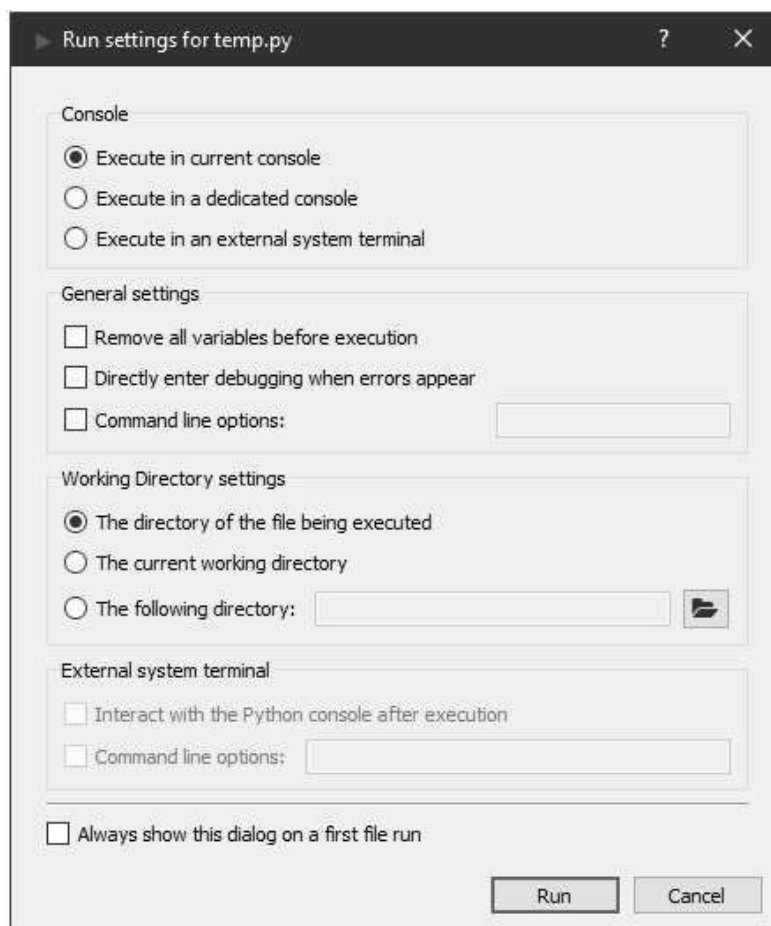 Run settings for temp.py ? ×
Console
Execute in current console
Execute in a dedicated console
Execute in an external system terminal
General settings
Remove all variables before execution
Directly enter debugging when errors appear
Command line options:
Working Directory settings
The directory of the file being executed
The current working directory
The following directory:
External system terminal
Interact with the Python console after execution
Command line options:
Always show this dialog on a first file run
Run Cancel